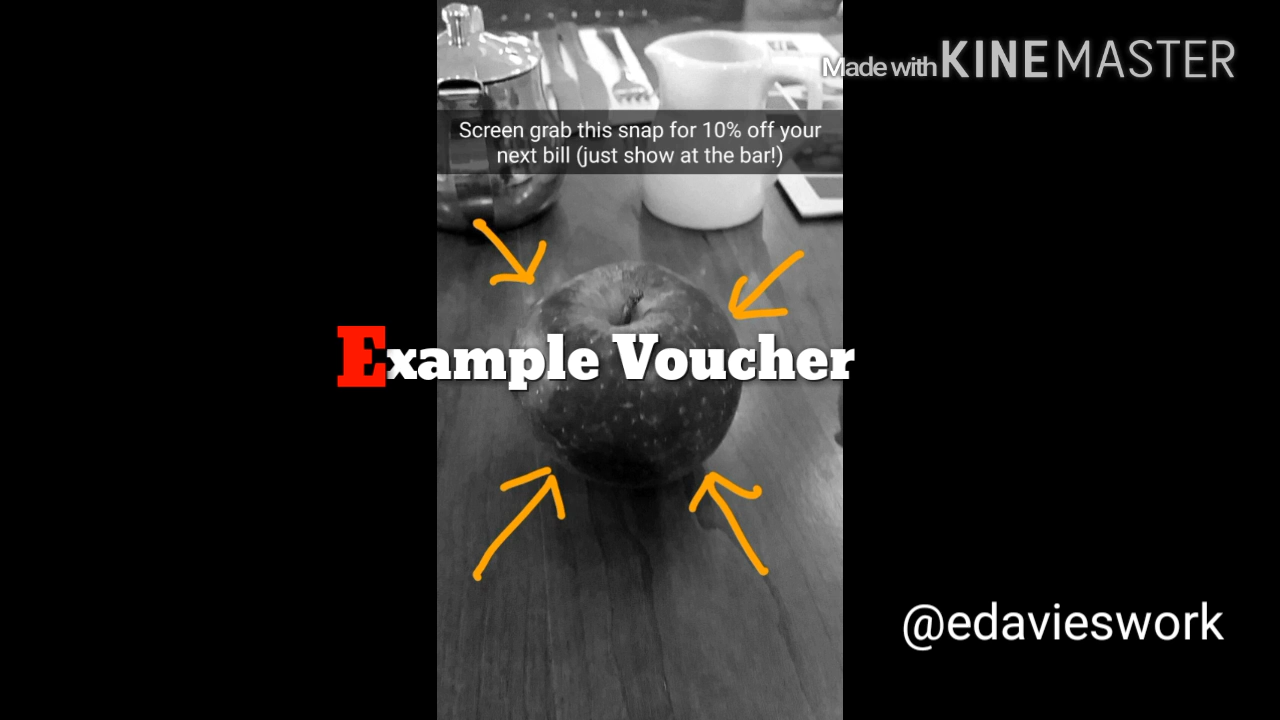 Made with KINEMASTER
Screen grab this snap for 10% off your
next bill (just show at the bar!)
Example Voucher
@edavieswork